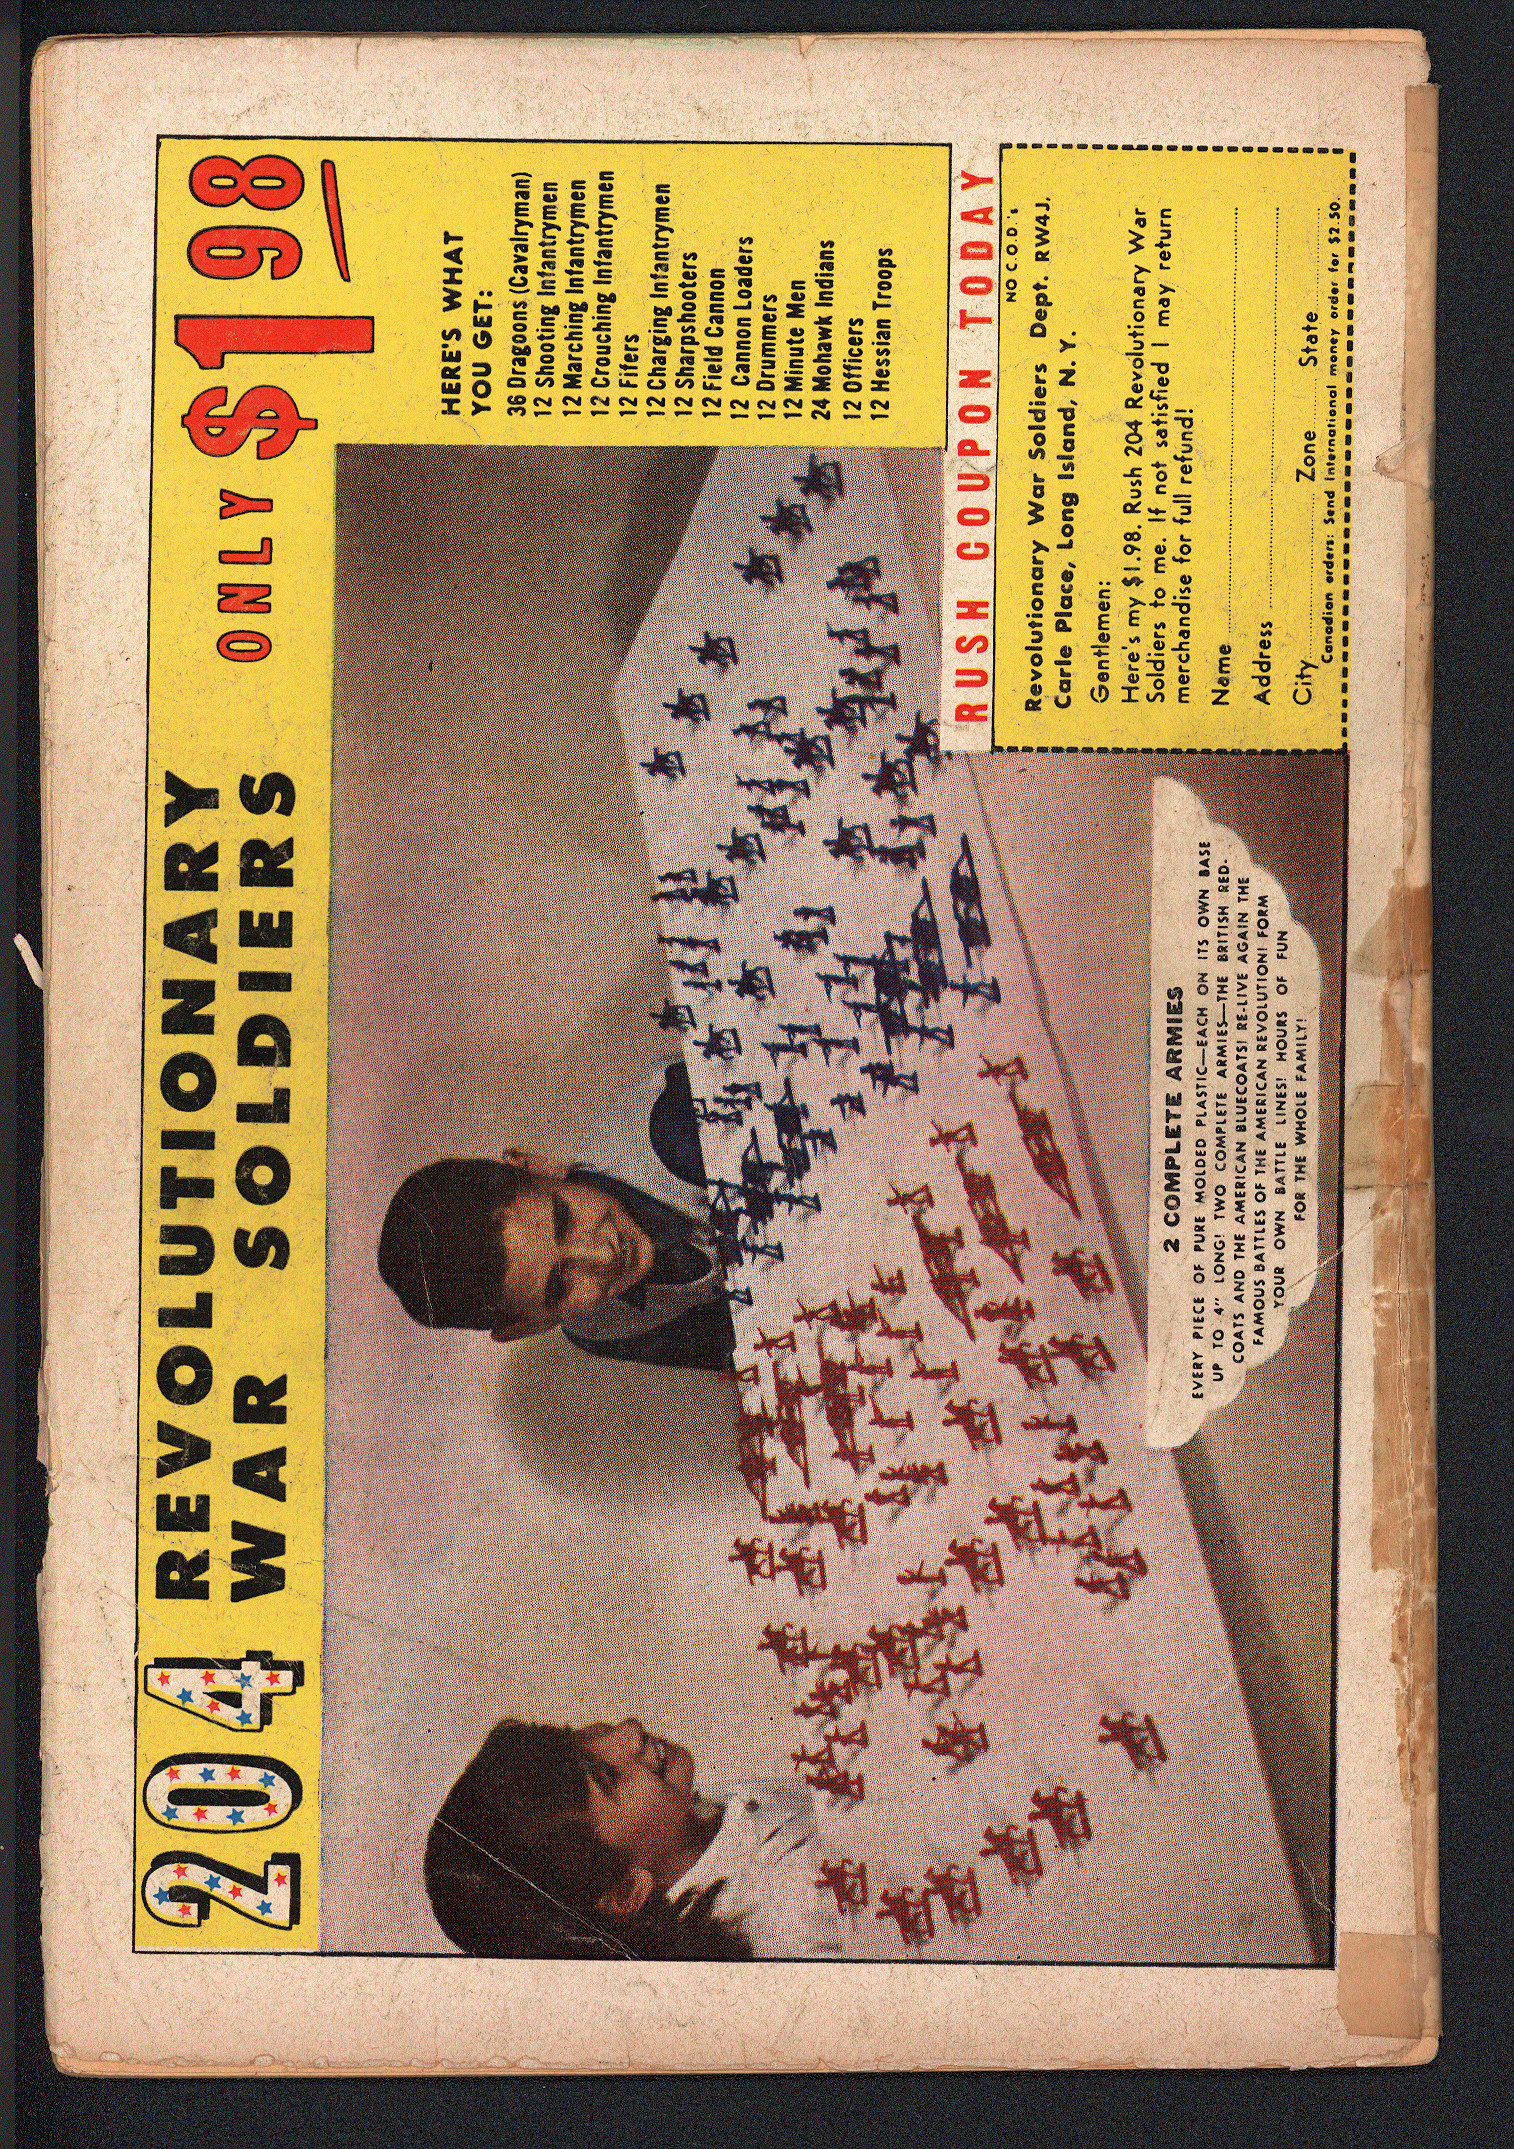 204 REVOLUTIONARY
WAR SOLDIERS ONLY $1 98
HERE'S WHAT
YOU GET:
36 Dragoons (Cavalryman)
12 Shooting Infantrymen
12 Marching Infantrymen
12 Crouching Infantrymen
12 Fifers
12 Charging Infantrymen
12 Sharpshooters
12 Field Cannon
12 Cannon Loaders
12 Drummers
12 Minute Men
24 Mohawk Indians
12 Officers
12 Hessian Troops
RUSH COUPON TODAY
NO C.O.D.'s
Revolutionary War Soldiers Dept. RW4J,
Carle Place, Long Island, N. Y.
Gentlemen:
Here's my $1.98. Rush 204 Revolutionary War
Soldiers to me. If not satisfied I may return
merchandise for full refund!
Name
Address
City Zone State
Canadian orders: Send international money order for $2.50.
2 COMPLETE ARMIES
EVERY PIECE OF PURE MOLDED PLASTIC—EACH ON ITS OWN BASE
UP TO 4" LONG! TWO COMPLETE ARMIES—THE BRITISH RED-
COATS AND THE AMERICAN BLUECOATS! RE-LIVE AGAIN THE
FAMOUS BATTLES OF THE AMERICAN REVOLUTION! FORM
YOUR OWN BATTLE LINES! HOURS OF FUN
FOR THE WHOLE FAMILY!